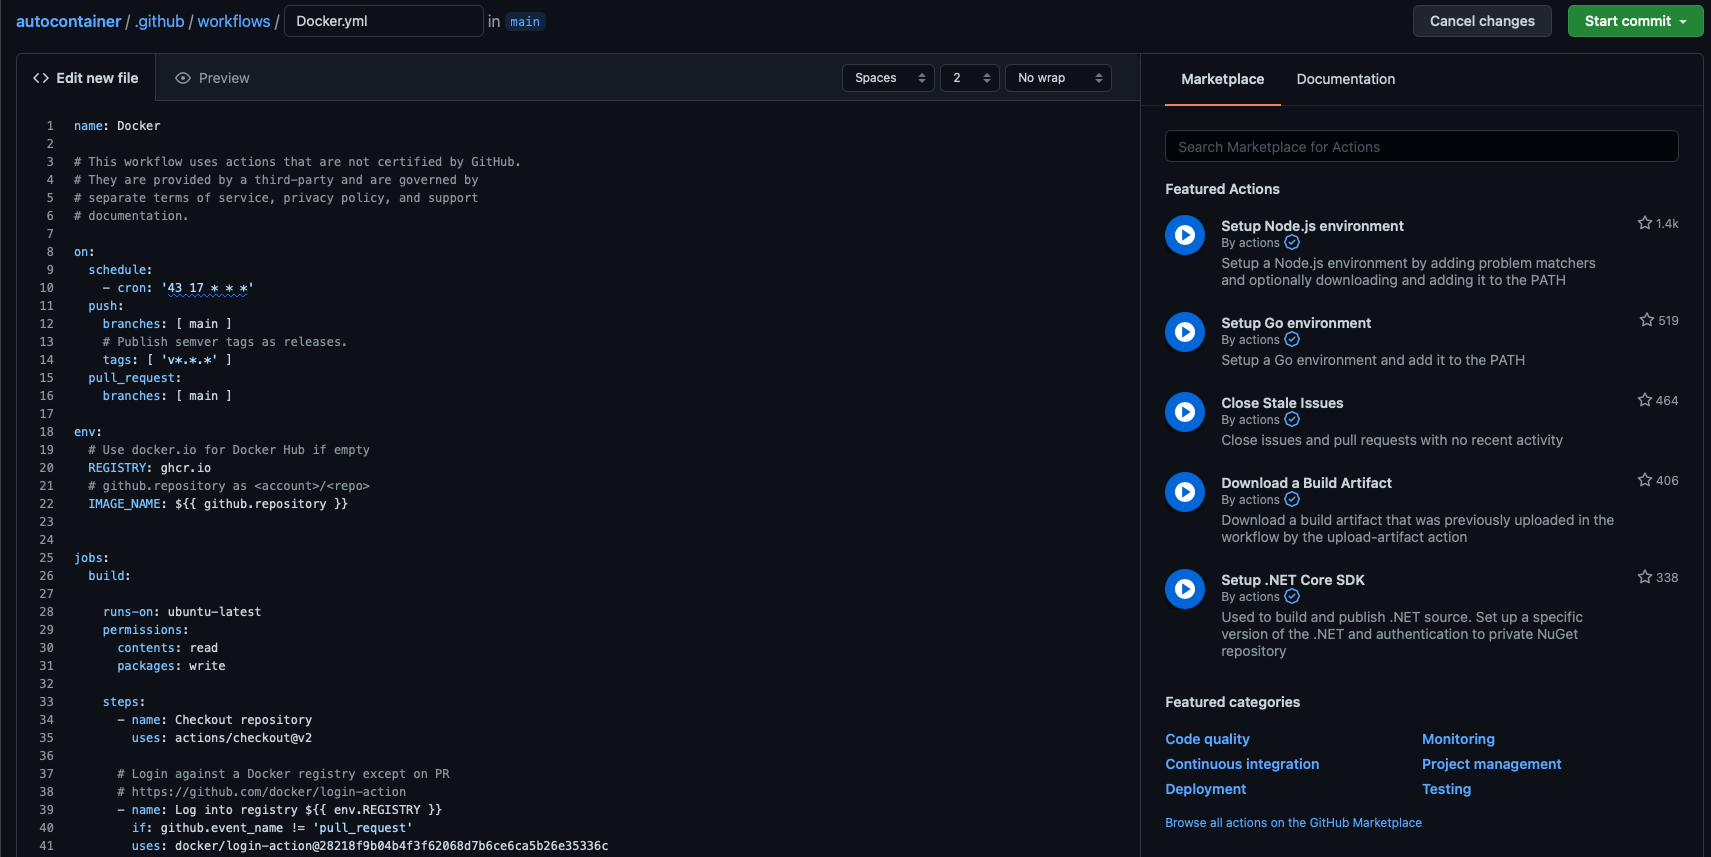 autocontainer / .github / workflows / Docker.yml in main
Cancel changes
Start commit
Edit new file
Preview
Spaces
2
No wrap
1 name: Docker
2
3 # This workflow uses actions that are not certified by GitHub.
4 # They are provided by a third-party and are governed by
5 # separate terms of service, privacy policy, and support
6 # documentation.
7
8 on:
9   schedule:
10     - cron: '43 17 * * *'
11   push:
12     branches: [ main ]
13     # Publish semver tags as releases.
14     tags: [ 'v*.*.*' ]
15   pull_request:
16     branches: [ main ]
17
18 env:
19   # Use docker.io for Docker Hub if empty
20   REGISTRY: ghcr.io
21   # github.repository as <account>/<repo>
22   IMAGE_NAME: ${{ github.repository }}
23
24
25 jobs:
26   build:
27
28     runs-on: ubuntu-latest
29     permissions:
30       contents: read
31       packages: write
32
33     steps:
34       - name: Checkout repository
35         uses: actions/checkout@v2
36
37       # Login against a Docker registry except on PR
38       # https://github.com/docker/login-action
39       - name: Log into registry ${{ env.REGISTRY }}
40         if: github.event_name != 'pull_request'
41         uses: docker/login-action@28218f9b04b4f3f62068d7b6ce6ca5b26e35336c
Marketplace
Documentation
Search Marketplace for Actions
Featured Actions
Setup Node.js environment
1.4k
By actions
Setup a Node.js environment by adding problem matchers
and optionally downloading and adding it to the PATH
Setup Go environment
519
By actions
Setup a Go environment and add it to the PATH
Close Stale Issues
464
By actions
Close issues and pull requests with no recent activity
Download a Build Artifact
406
By actions
Download a build artifact that was previously uploaded in the
workflow by the upload-artifact action
Setup .NET Core SDK
338
By actions
Used to build and publish .NET source. Set up a specific
version of the .NET and authentication to private NuGet
repository
Featured categories
Code quality
Monitoring
Continuous integration
Project management
Deployment
Testing
Browse all actions on the GitHub Marketplace